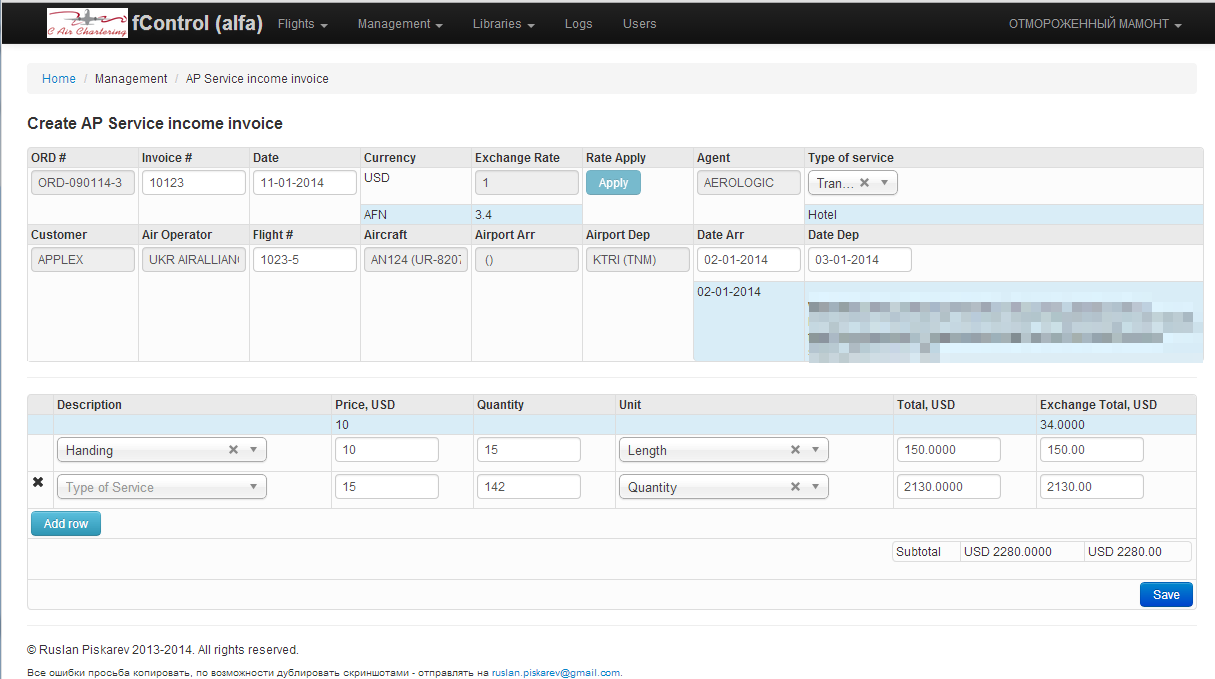 C Air Chartering fControl (alfa) Flights Management Libraries Logs Users ОТМОРОЖЕННЫЙ МАМОНТ
Home / Management / AP Service income invoice
Create AP Service income invoice
ORD # Invoice # Date Currency Exchange Rate Rate Apply Agent Type of service
ORD-090114-3 10123 11-01-2014 USD 1 Apply AEROLOGIC Tran...
AFN 3.4 Hotel
Customer Air Operator Flight # Aircraft Airport Arr Airport Dep Date Arr Date Dep
APPLEX UKR AIRALLIAN 1023-5 AN124 (UR-8207 () KTRI (TNM) 02-01-2014 03-01-2014
02-01-2014
Description Price, USD Quantity Unit Total, USD Exchange Total, USD
10 34.0000
Handing 10 15 Length 150.0000 150.00
Type of Service 15 142 Quantity 2130.0000 2130.00
Add row
Subtotal USD 2280.0000 USD 2280.00
Save
© Ruslan Piskarev 2013-2014. All rights reserved.
Все ошибки просьба копировать, по возможности дублировать скриншотами - отправлять на ruslan.piskarev@gmail.com.